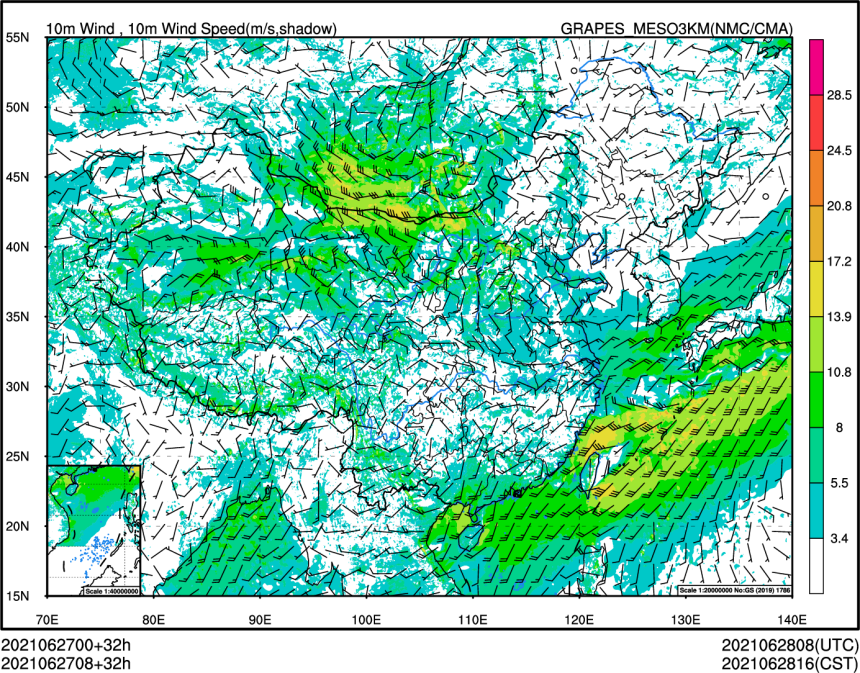 10m Wind , 10m Wind Speed(m/s,shadow) GRAPES_MESO3KM(NMC/CMA)
55N
50N
45N
40N
35N
30N
25N
20N
15N
28.5
24.5
20.8
17.2
13.9
10.8
8
5.5
3.4
Scale 1:40000000
Scale 1:20000000 No:GS (2019) 1786
70E 80E 90E 100E 110E 120E 130E 140E
2021062700+32h 2021062808(UTC)
2021062708+32h 2021062816(CST)